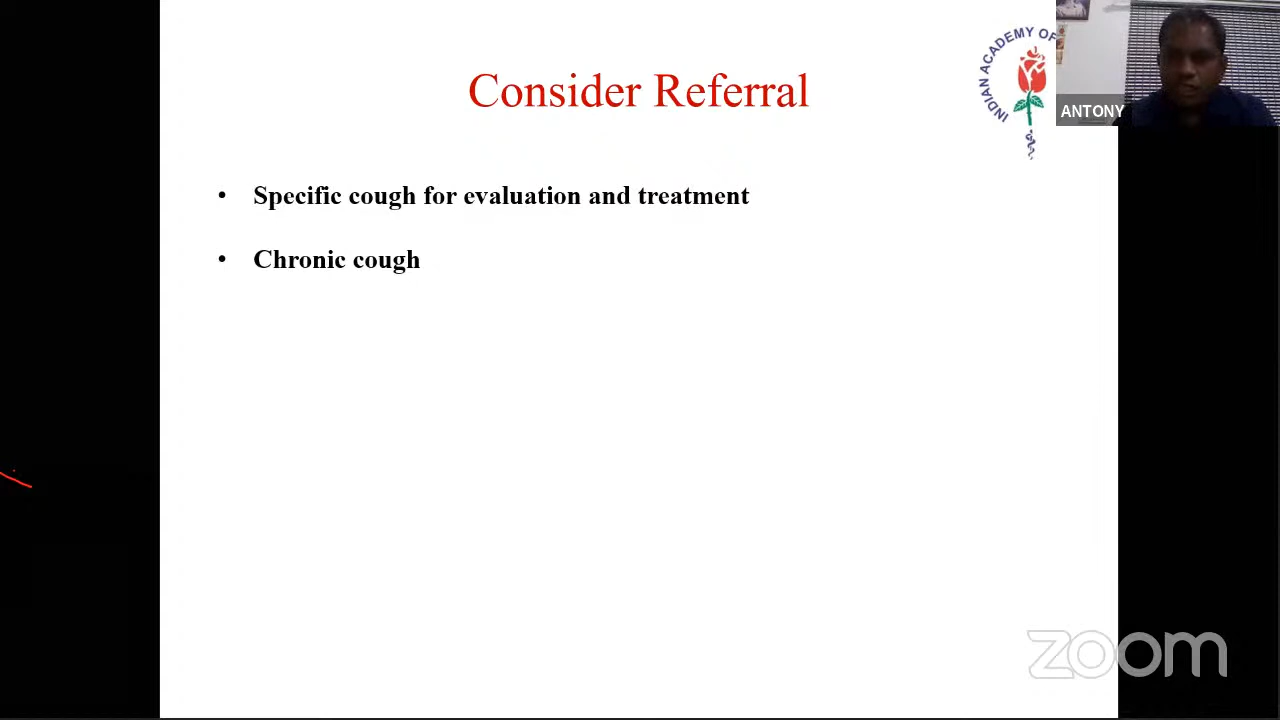 Consider Referral
INDIAN ACADEMY OF
ANTONY
• Specific cough for evaluation and treatment
• Chronic cough
zoom